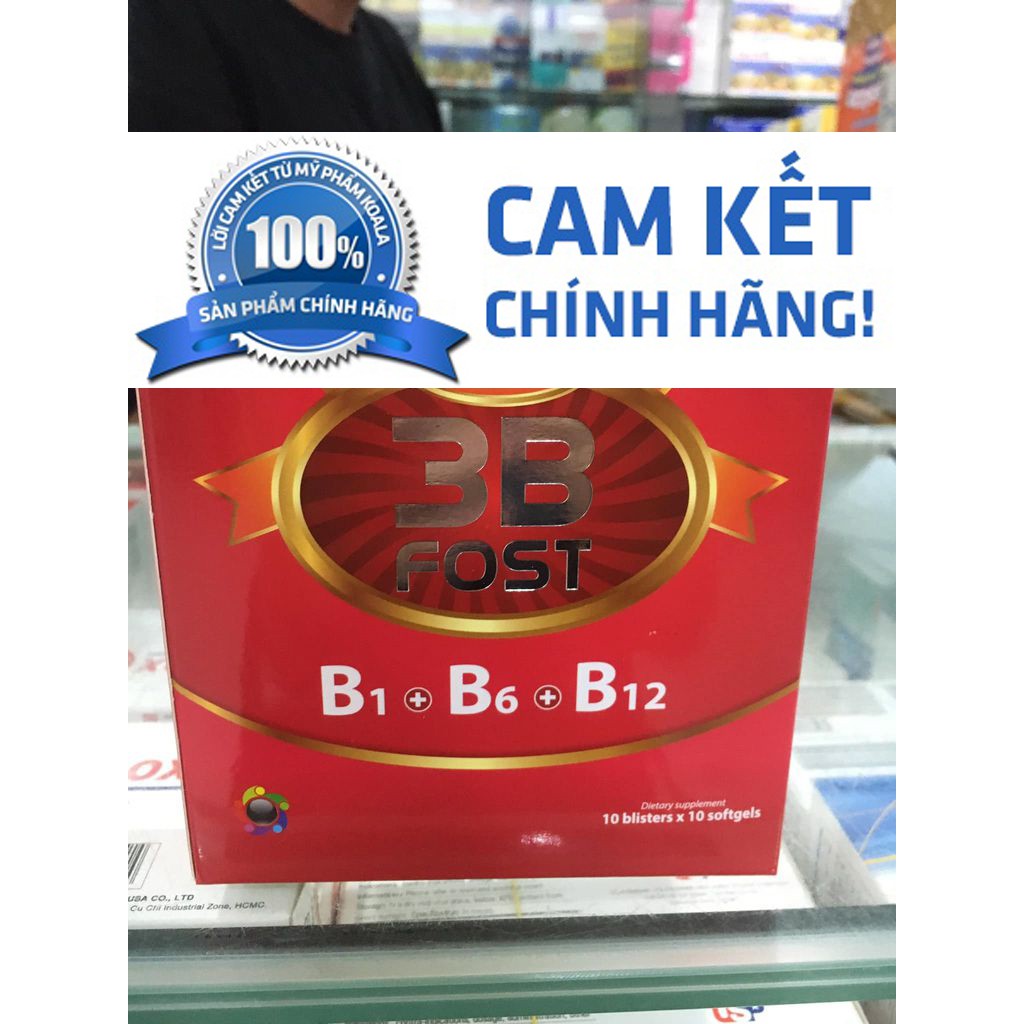 LỜI CAM KẾT TỪ MỸ PHẨM KOALA
100%
SẢN PHẨM CHÍNH HÃNG
CAM KẾT
CHÍNH HÃNG!
3B
FOST
B1 + B6 + B12
Dietary supplement
10 blisters x 10 softgels
USA CO., LTD
Cu Chi Industrial Zone, HCMC.